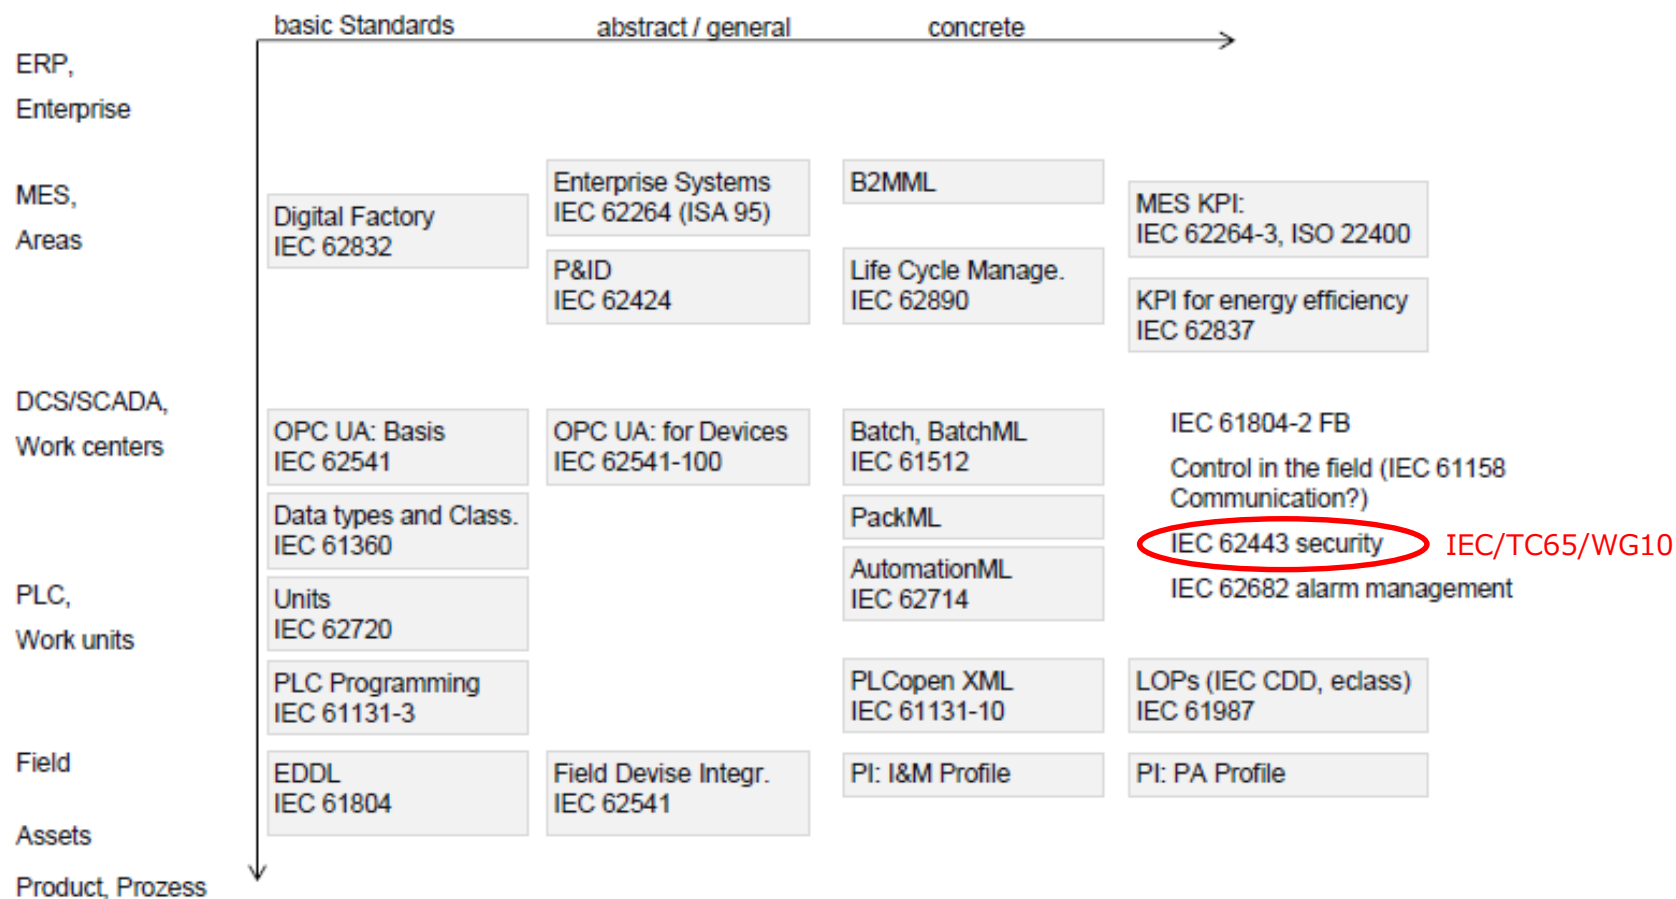 basic Standards
abstract / general
concrete
ERP,
Enterprise
MES,
Areas
Digital Factory
IEC 62832
Enterprise Systems
IEC 62264 (ISA 95)
P&ID
IEC 62424
B2MML
Life Cycle Manage.
IEC 62890
MES KPI:
IEC 62264-3, ISO 22400
KPI for energy efficiency
IEC 62837
DCS/SCADA,
Work centers
OPC UA: Basis
IEC 62541
OPC UA: for Devices
IEC 62541-100
Batch, BatchML
IEC 61512
IEC 61804-2 FB
Control in the field (IEC 61158
Communication?)
Data types and Class.
IEC 61360
PackML
IEC 62443 security
IEC/TC65/WG10
AutomationML
IEC 62714
IEC 62682 alarm management
PLC,
Work units
Units
IEC 62720
PLC Programming
IEC 61131-3
PLCopen XML
IEC 61131-10
LOPs (IEC CDD, eclass)
IEC 61987
Field
EDDL
IEC 61804
Field Devise Integr.
IEC 62541
PI: I&M Profile
PI: PA Profile
Assets
Product, Prozess